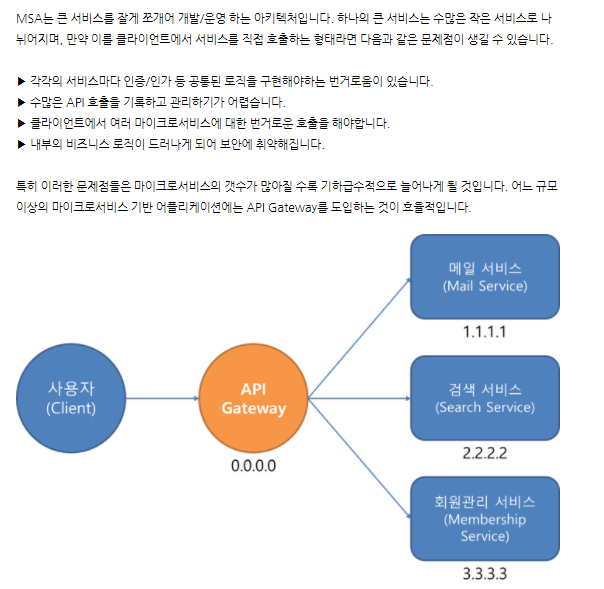 MSA는 큰 서비스를 잘게 쪼개어 개발/운영 하는 아키텍처입니다. 하나의 큰 서비스는 수많은 작은 서비스로 나
뉘어지며, 만약 이를 클라이언트에서 서비스를 직접 호출하는 형태라면 다음과 같은 문제점이 생길 수 있습니다.
▶ 각각의 서비스마다 인증/인가 등 공통된 로직을 구현해야하는 번거로움이 있습니다.
▶ 수많은 API 호출을 기록하고 관리하기가 어렵습니다.
▶ 클라이언트에서 여러 마이크로서비스에 대한 번거로운 호출을 해야합니다.
▶ 내부의 비즈니스 로직이 드러나게 되어 보안에 취약해집니다.
특히 이러한 문제점들은 마이크로서비스의 갯수가 많아질 수록 기하급수적으로 늘어나게 될 것입니다. 어느 규모
이상의 마이크로서비스 기반 어플리케이션에는 API Gateway를 도입하는 것이 효율적입니다.
메일 서비스
(Mail Service)
1.1.1.1
사용자
(Client)
API
Gateway
0.0.0.0
검색 서비스
(Search Service)
2.2.2.2
회원관리 서비스
(Membership
Service)
3.3.3.3